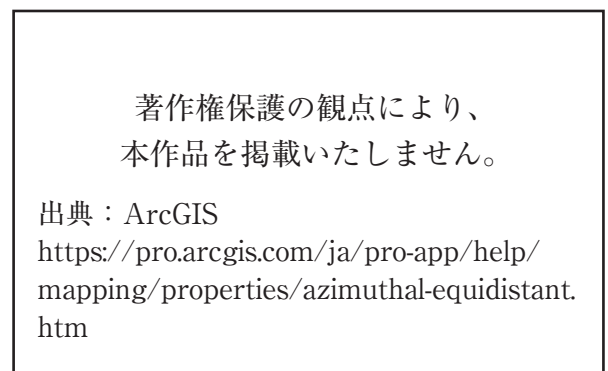 著作権保護の観点により、
本作品を掲載いたしません。
出典：ArcGIS
https://pro.arcgis.com/ja/pro-app/help/
mapping/properties/azimuthal-equidistant.
htm